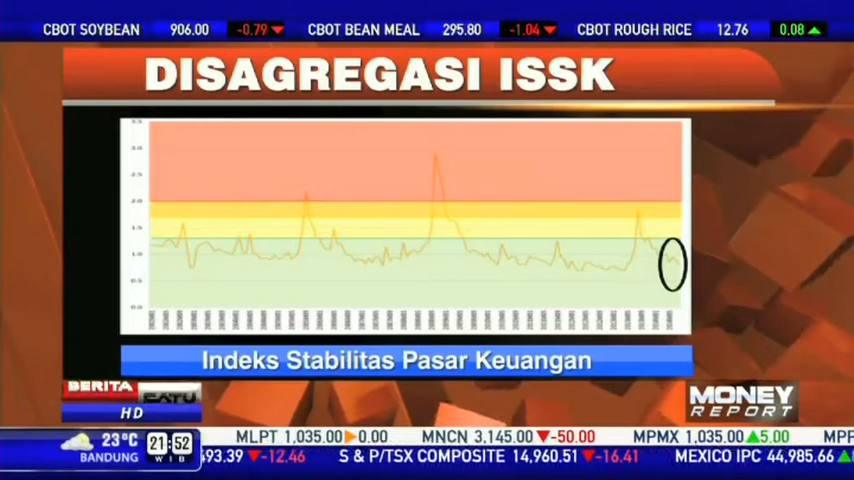 CBOT SOYBEAN 906.00 -0.79 CBOT BEAN MEAL 295.80 -1.04 CBOT ROUGH RICE 12.76 0.08
DISAGREGASI ISSK
3.5
3.0
2.5
2.0
1.5
1.0
0.5
0.0
Indeks Stabilitas Pasar Keuangan
BERITA
SATU
HD
MONEY
REPORT
23°C
BANDUNG
21:52
WIB
MLPT 1,035.00 0.00 MNCN 3,145.00 -50.00 MPMX 1,035.00 5.00 MPP
493.39 -12.46 S & P/TSX COMPOSITE 14,960.51 -16.41 MEXICO IPC 44,985.66